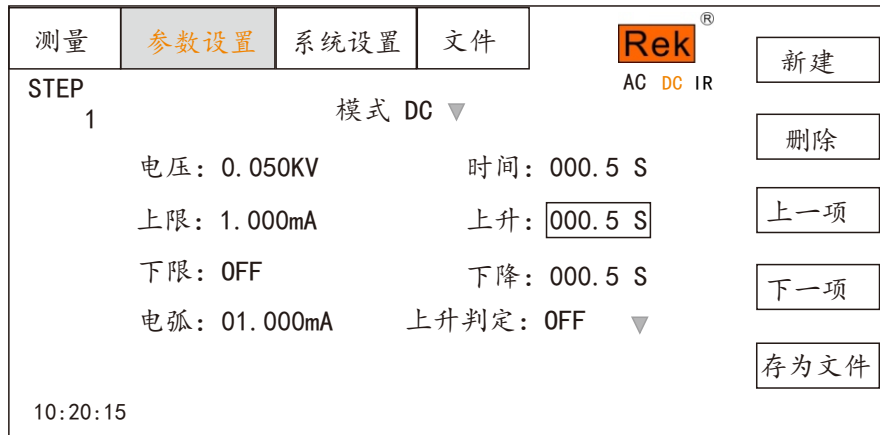 测量 参数设置 系统设置 文件 Rek ®
AC DC IR
STEP
1
模式 DC
电压：0.050KV 时间：000.5 S
上限：1.000mA 上升：000.5 S
下限：OFF 下降：000.5 S
电弧：01.000mA 上升判定：OFF
10:20:15
新建
删除
上一项
下一项
存为文件